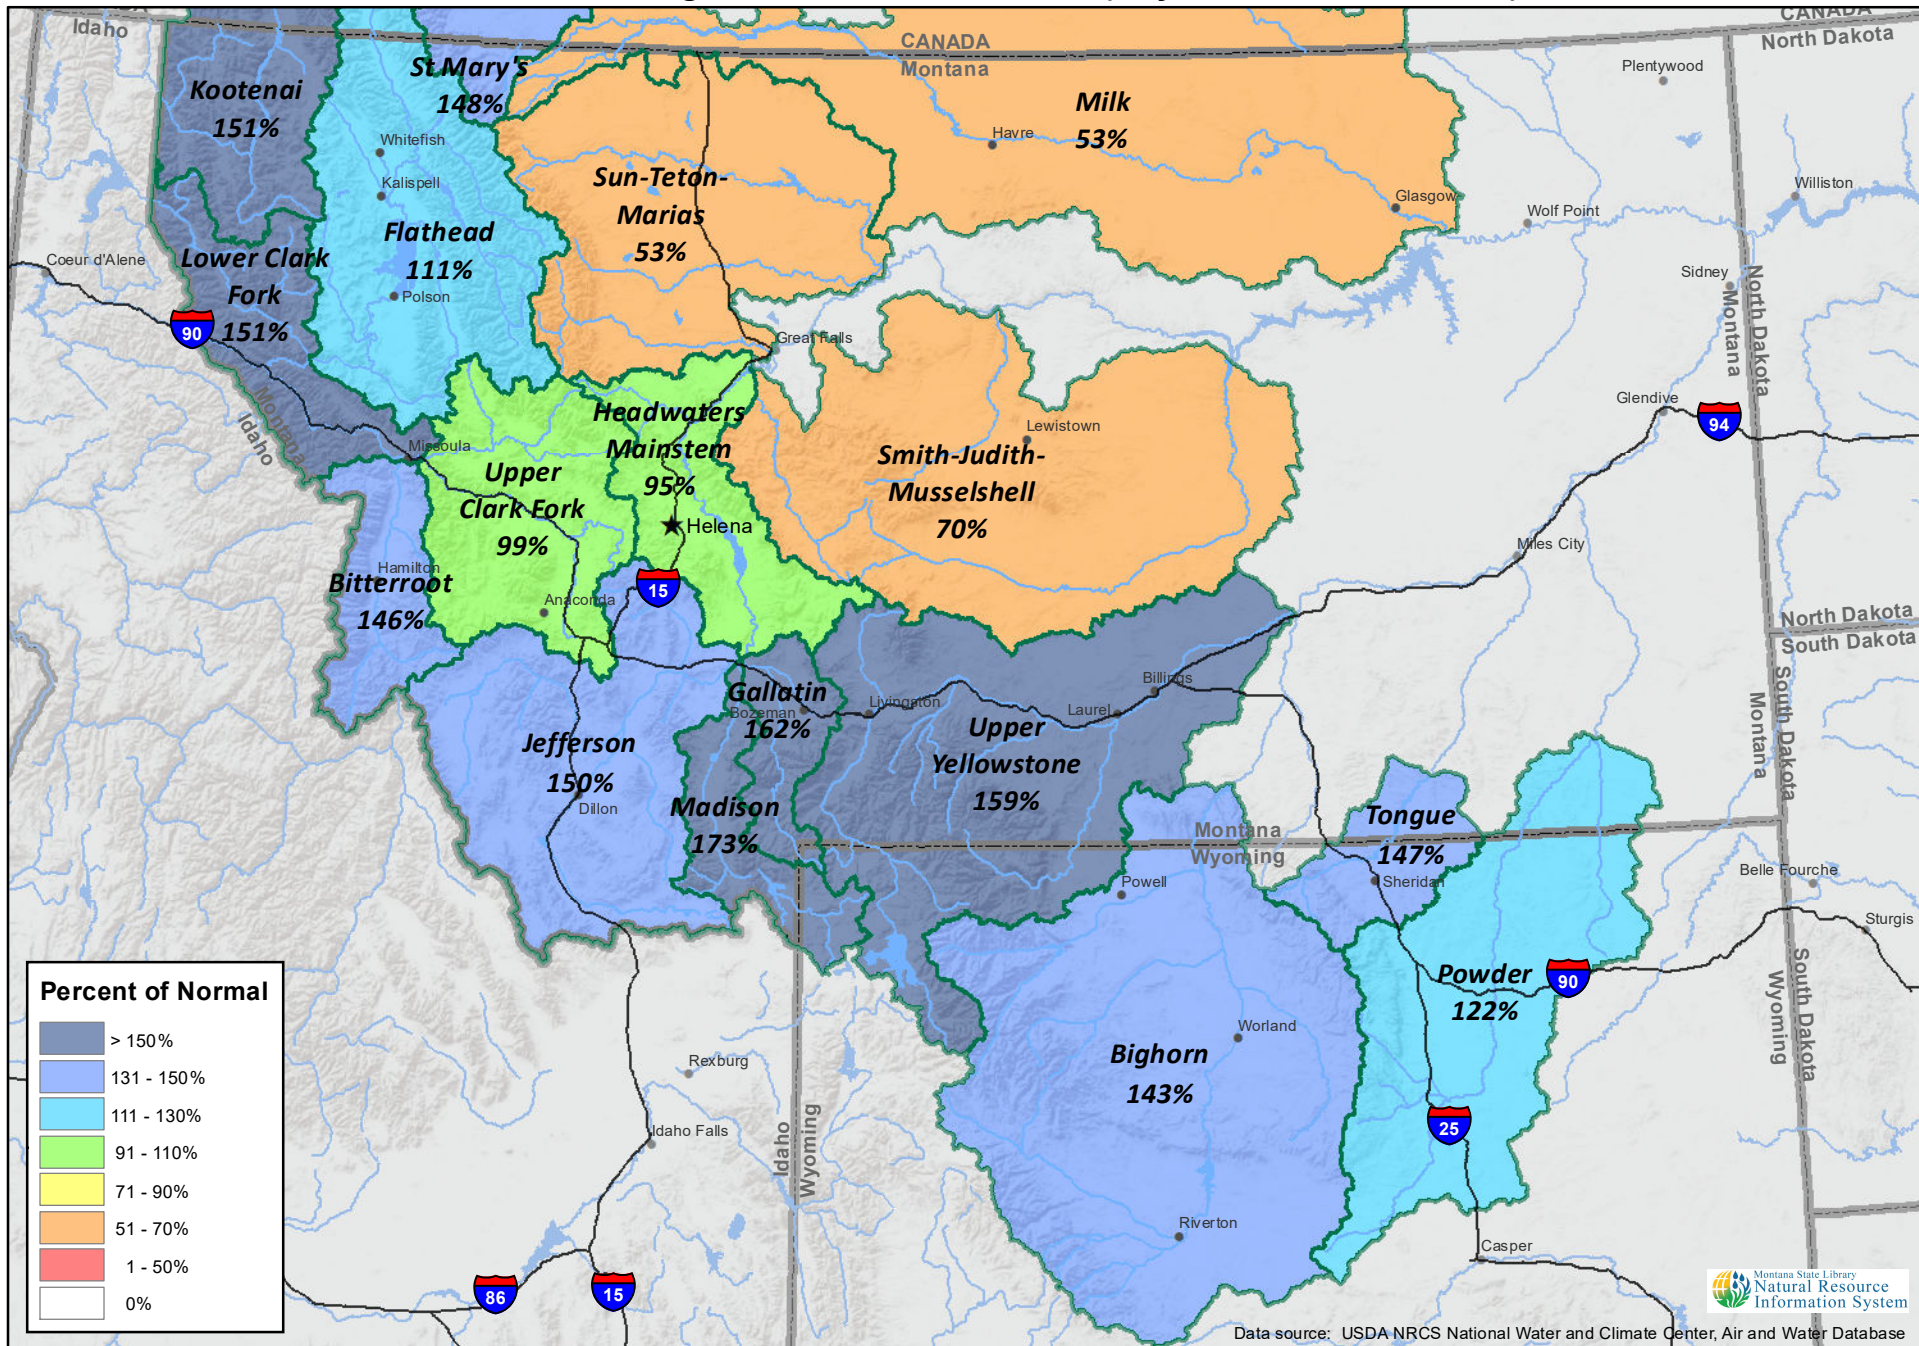 CANADA
Idaho
CANADA
Montana
CANADA
North Dakota
Kootenai
151%
St Mary's
148%
Milk
53%
Plentywood
Whitefish
Havre
Kalispell
Sun-Teton-
Marias
53%
Williston
Glasgow
Wolf Point
Flathead
111%
Lower Clark
Fork
151%
Coeur d'Alene
Polson
Sidney
North Dakota
Montana
90
Great Falls
Glendive
94
Montana
Idaho
Missoula
Headwaters
Mainstem
95%
Lewistown
Smith-Judith-
Musselshell
70%
Upper
Clark Fork
99%
Helena
Miles City
Hamilton
Bitterroot
146%
Anaconda
15
North Dakota
South Dakota
South Dakota
Montana
Gallatin
162%
Bozeman
Livingston
Billings
Laurel
Upper
Yellowstone
159%
Jefferson
150%
Dillon
Madison
173%
Tongue
147%
Montana
Wyoming
Powell
Sheridan
Belle Fourche
Sturgis
South Dakota
Wyoming
Powder
122%
90
Worland
Bighorn
143%
25
Rexburg
Idaho Falls
Idaho
Wyoming
Riverton
Casper
86
15
Percent of Normal
> 150%
131 - 150%
111 - 130%
91 - 110%
71 - 90%
51 - 70%
1 - 50%
0%
Montana State Library
Natural Resource
Information System
Data source: USDA NRCS National Water and Climate Center, Air and Water Database